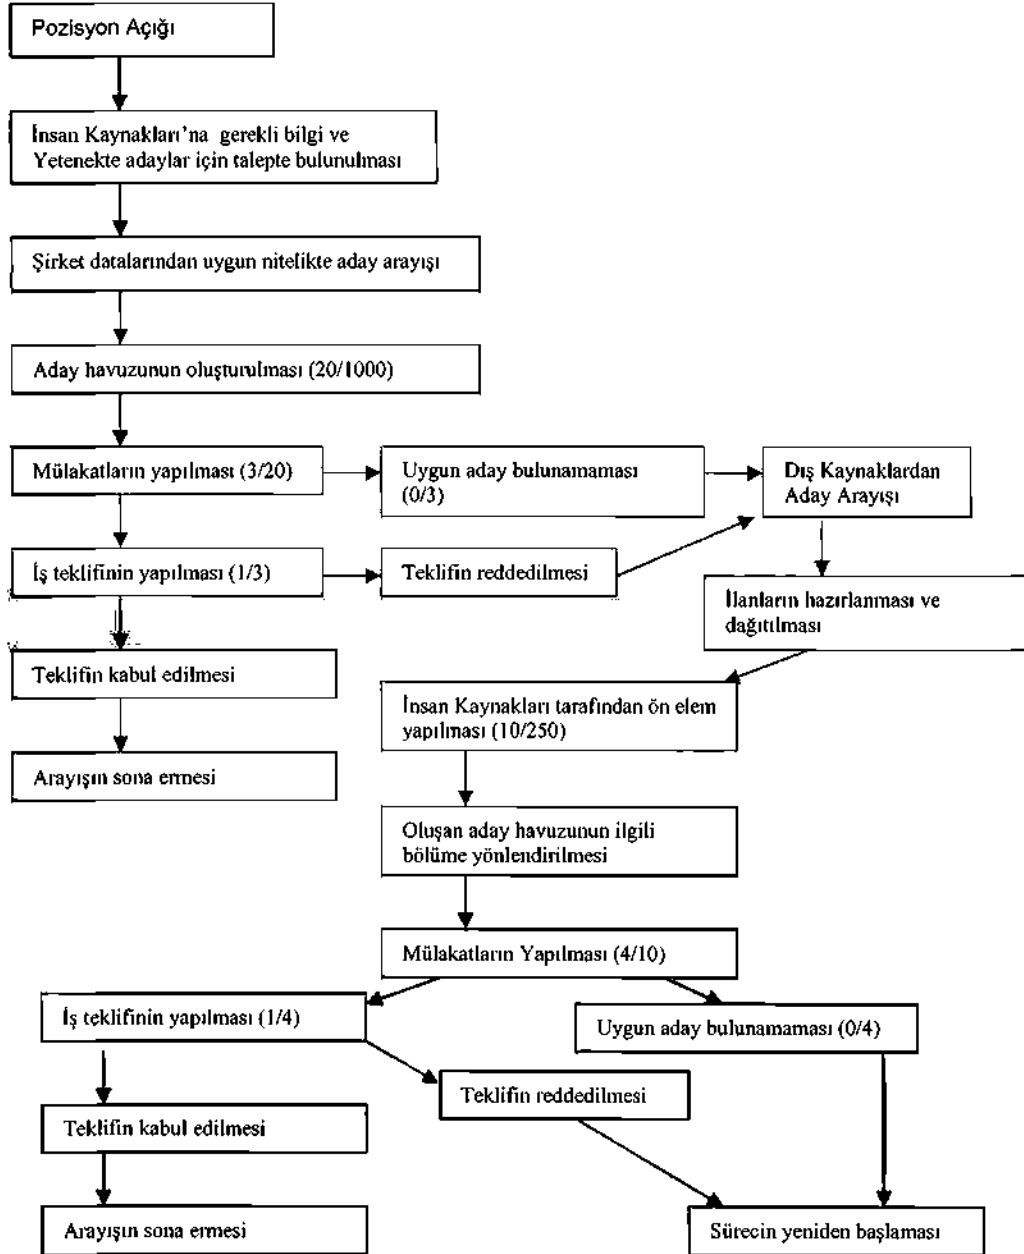 Pozisyon Açığı
İnsan Kaynakları'na gerekli bilgi ve
Yetenekte adaylar için talepte bulunulması
Şirket datalarından uygun nitelikte aday arayışı
Aday havuzunun oluşturulması (20/1000)
Mülakatların yapılması (3/20)
Uygun aday bulunamaması
(0/3)
Dış Kaynaklardan
Aday Arayışı
İş teklifinin yapılması (1/3)
Teklifin reddedilmesi
İlanların hazırlanması ve
dağıtılması
Teklifin kabul edilmesi
İnsan Kaynakları tarafından ön elem
yapılması (10/250)
Arayışın sona ermesi
Oluşan aday havuzunun ilgili
bölüme yönlendirilmesi
Mülakatların Yapılması (4/10)
İş teklifinin yapılması (1/4)
Uygun aday bulunamaması (0/4)
Teklifin reddedilmesi
Teklifin kabul edilmesi
Arayışın sona ermesi
Sürecin yeniden başlaması